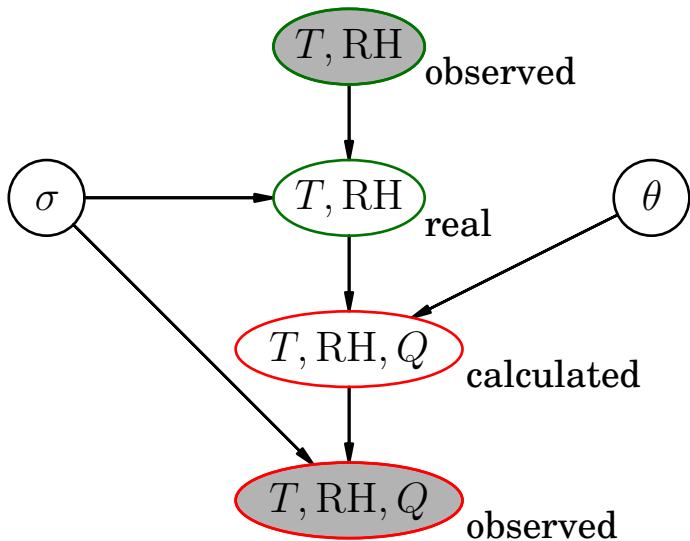 T, RH
observed
σ
T, RH
θ
real
T, RH, Q
calculated
T, RH, Q
observed